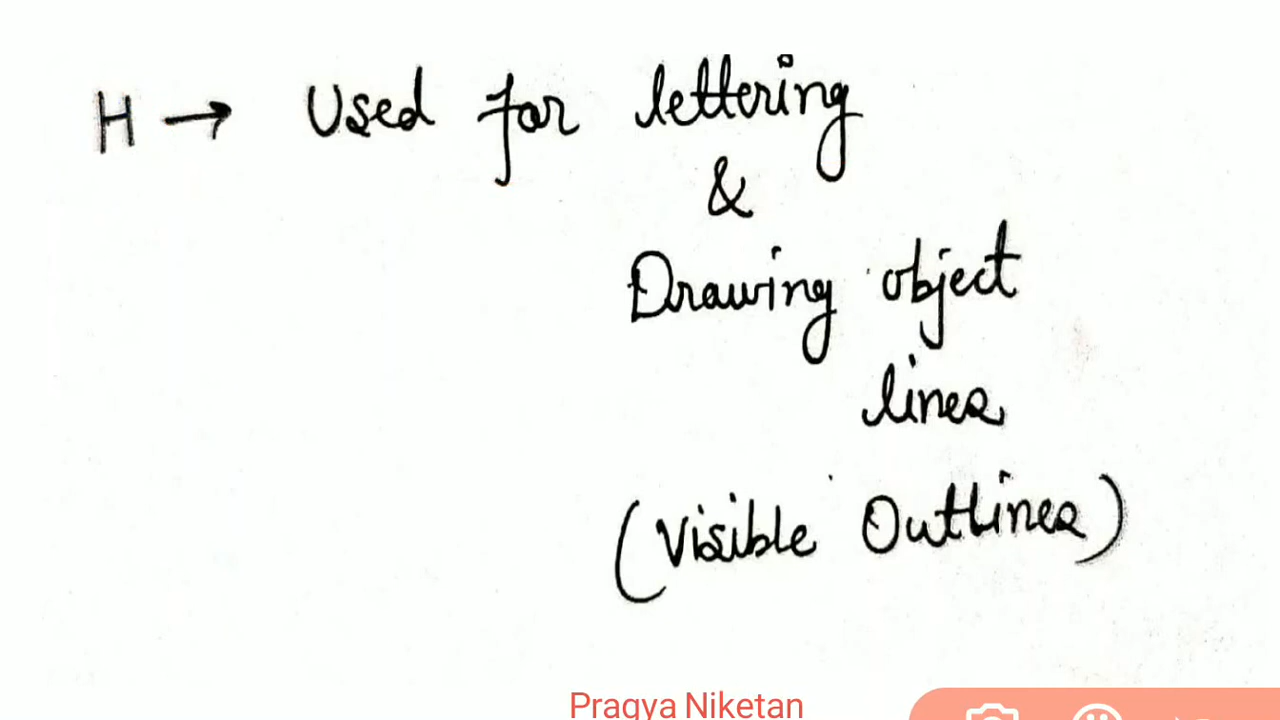 H → Used for lettering
&
Drawing object
lines
(Visible Outlines)
Pragya Niketan